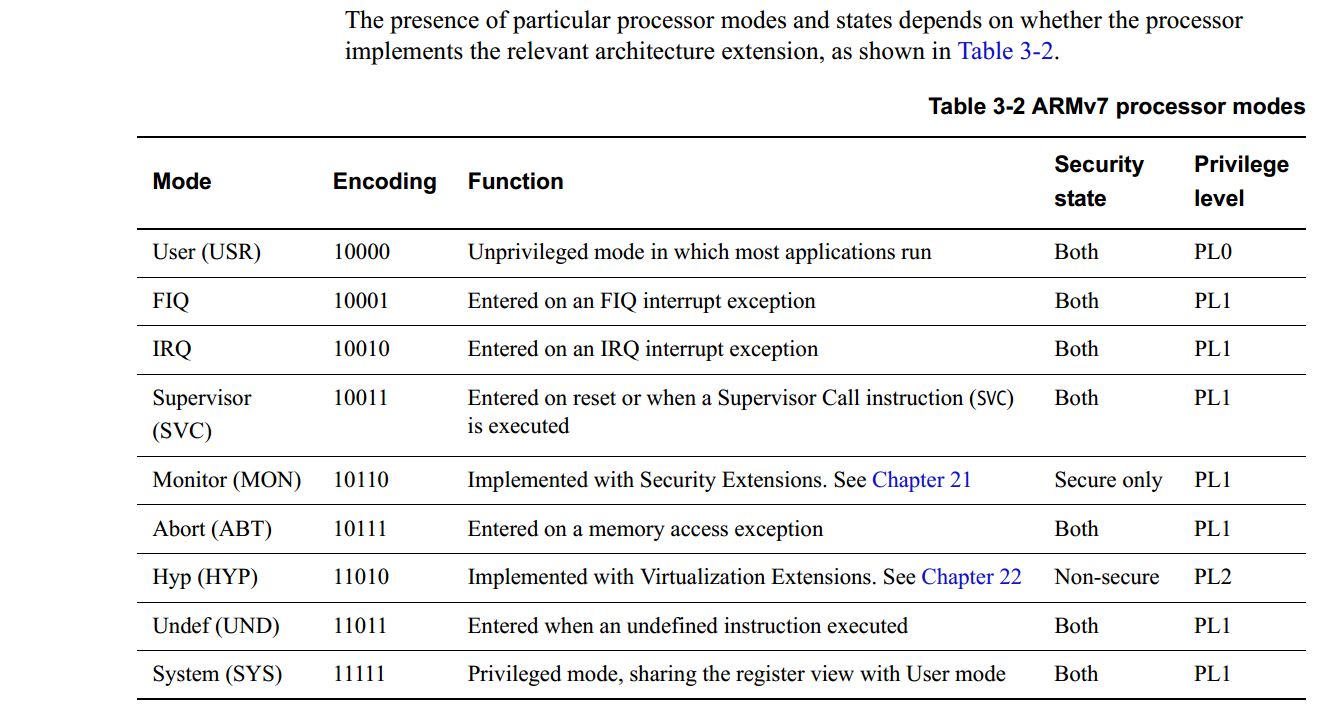 The presence of particular processor modes and states depends on whether the processor
implements the relevant architecture extension, as shown in Table 3-2.
Table 3-2 ARMv7 processor modes
Mode Encoding Function Security state Privilege level
User (USR) 10000 Unprivileged mode in which most applications run Both PL0
FIQ 10001 Entered on an FIQ interrupt exception Both PL1
IRQ 10010 Entered on an IRQ interrupt exception Both PL1
Supervisor 10011 Entered on reset or when a Supervisor Call instruction (SVC) Both PL1
(SVC) is executed
Monitor (MON) 10110 Implemented with Security Extensions. See Chapter 21 Secure only PL1
Abort (ABT) 10111 Entered on a memory access exception Both PL1
Hyp (HYP) 11010 Implemented with Virtualization Extensions. See Chapter 22 Non-secure PL2
Undef (UND) 11011 Entered when an undefined instruction executed Both PL1
System (SYS) 11111 Privileged mode, sharing the register view with User mode Both PL1